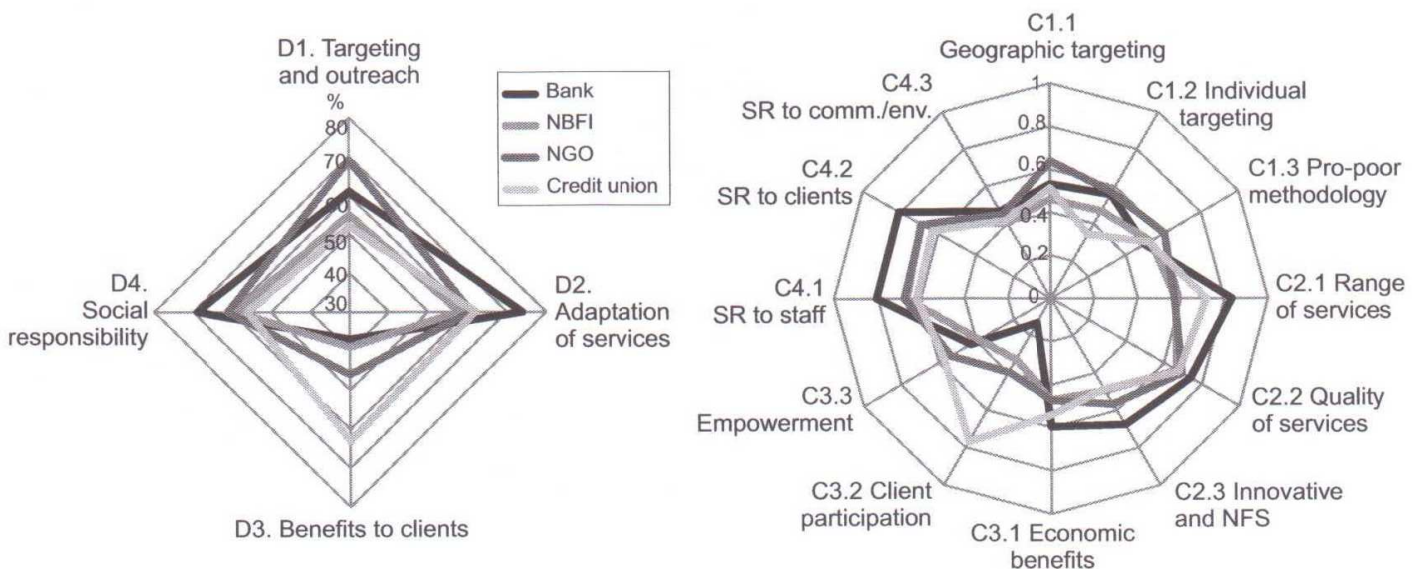 D1. Targeting
and outreach
%
80
70
60
50
40
30
D2.
Adaptation
of services
D3. Benefits to clients
D4.
Social
responsibility
Bank
NBFI
NGO
Credit union
C1.1
Geographic targeting
1
0.8
0.6
0.4
0.2
0
C1.2 Individual
targeting
C1.3 Pro-poor
methodology
C2.1 Range
of services
C2.2 Quality
of services
C2.3 Innovative
and NFS
C3.1 Economic
benefits
C3.2 Client
participation
C3.3
Empowerment
C4.1
SR to staff
C4.2
SR to clients
C4.3
SR to comm./env.